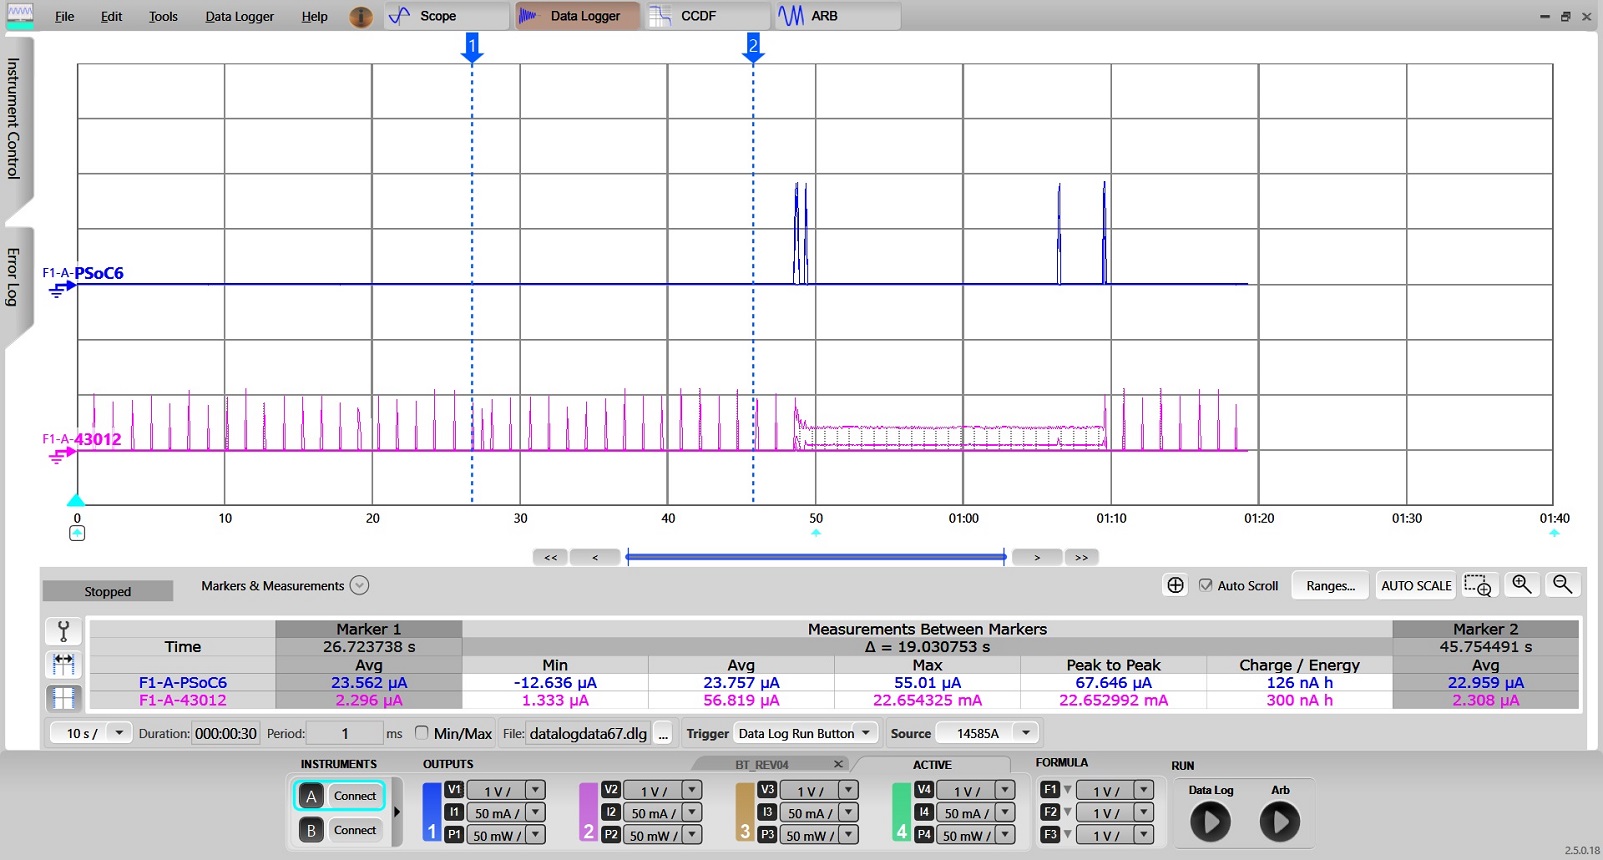 File Edit Tools Data Logger Help Scope Data Logger CCDF ARB
Instrument Control
Error Log
1 2
F1-A-PSoC6
F1-A-43012
0 10 20 30 40 50 01:00 01:10 01:20 01:30 01:40
<< < > >>
Stopped Markers & Measurements Auto Scroll Ranges... AUTO SCALE
Marker 1 Measurements Between Markers Marker 2
Time 26.723738 s Δ = 19.030753 s 45.754491 s
Avg Min Avg Max Peak to Peak Charge / Energy Avg
F1-A-PSoC6 23.562 µA -12.636 µA 23.757 µA 55.01 µA 67.646 µA 126 nA h 22.959 µA
F1-A-43012 2.296 µA 1.333 µA 56.819 µA 22.654325 mA 22.652992 mA 300 nA h 2.308 µA
10 s / Duration: 000:00:30 Period: 1 ms Min/Max File: datalogdata67.dlg ... Trigger Data Log Run Button Source 14585A
INSTRUMENTS OUTPUTS BT_REV04 ACTIVE FORMULA RUN
A Connect V1 1 V / V2 1 V / V3 1 V / V4 1 V / F1 1 V / Data Log Arb
1 I1 50 mA / 2 I2 50 mA / 3 I3 50 mA / 4 I4 50 mA / F2 1 V /
B Connect P1 50 mW / P2 50 mW / P3 50 mW / P4 50 mW / F3 1 V /
2.5.0.18